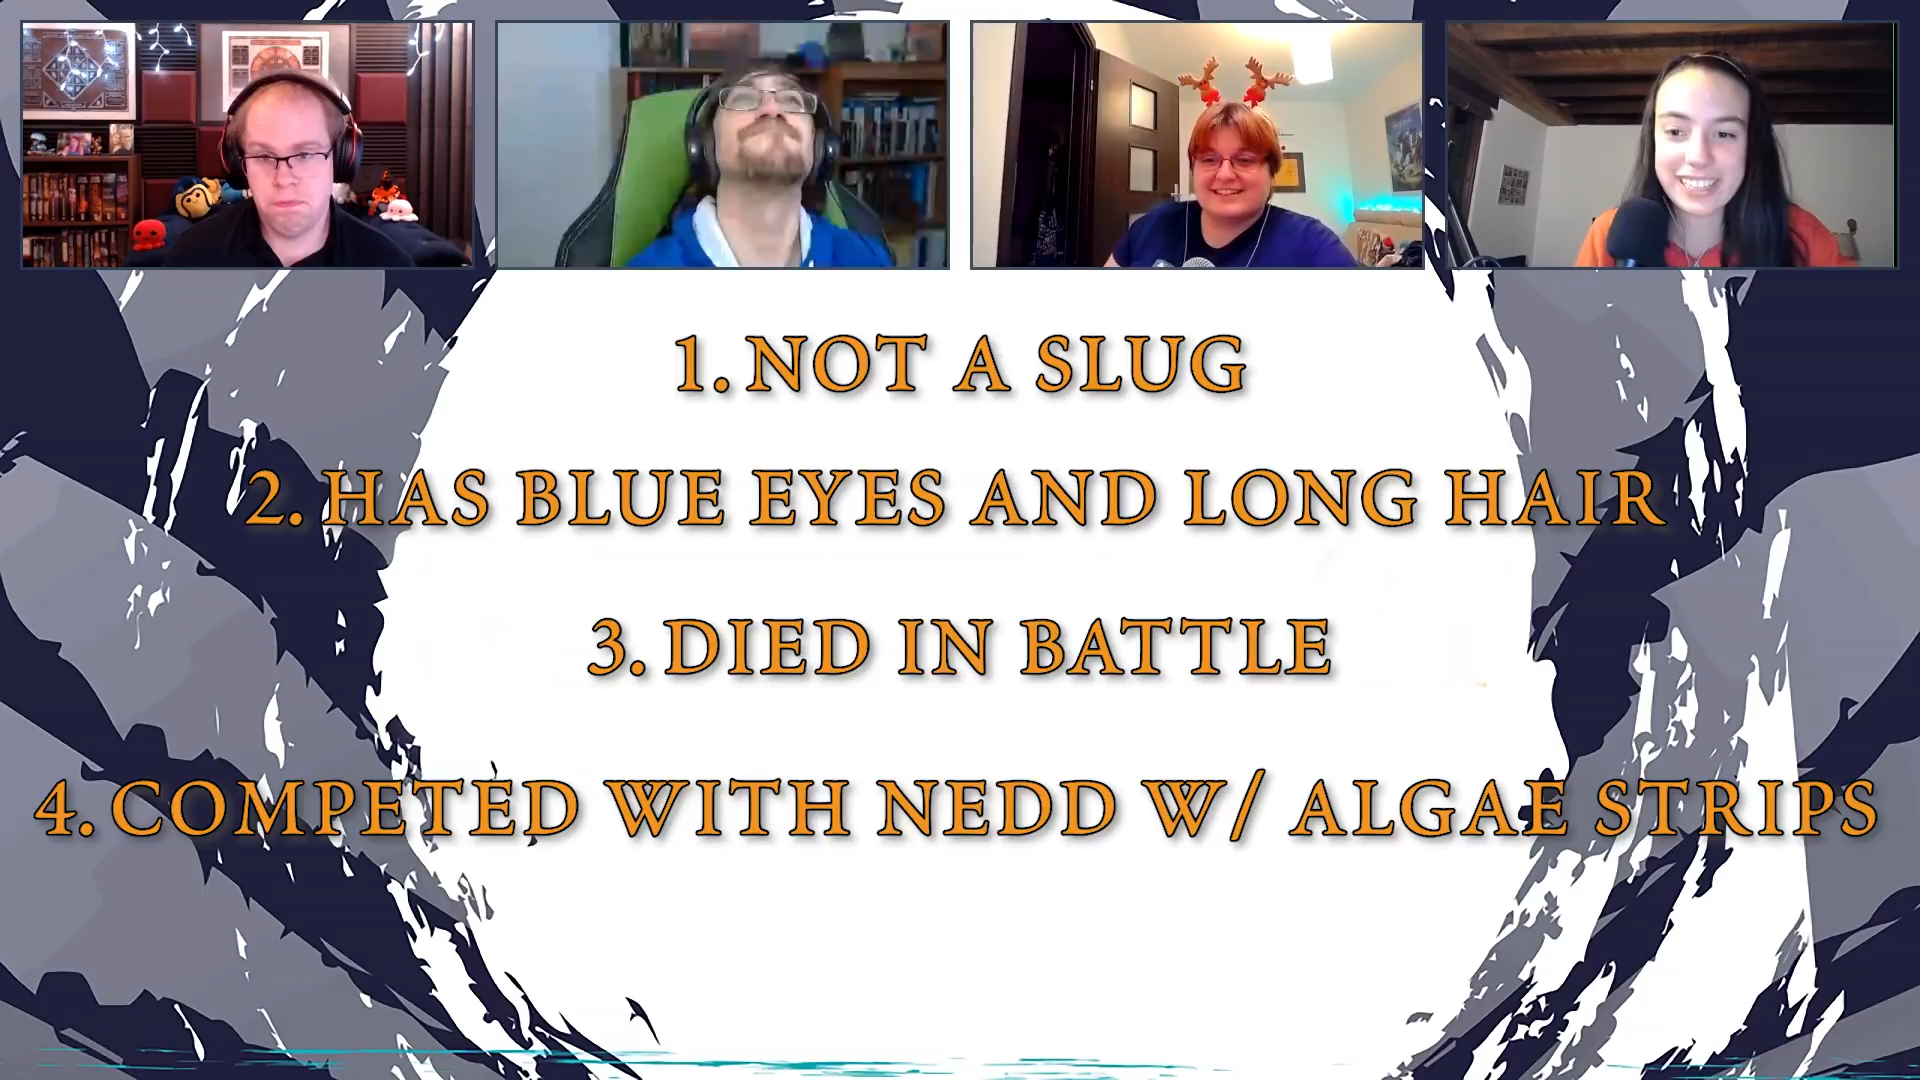 1. NOT A SLUG
2. HAS BLUE EYES AND LONG HAIR
3. DIED IN BATTLE
4. COMPETED WITH NEDD W/ ALGAE STRIPS